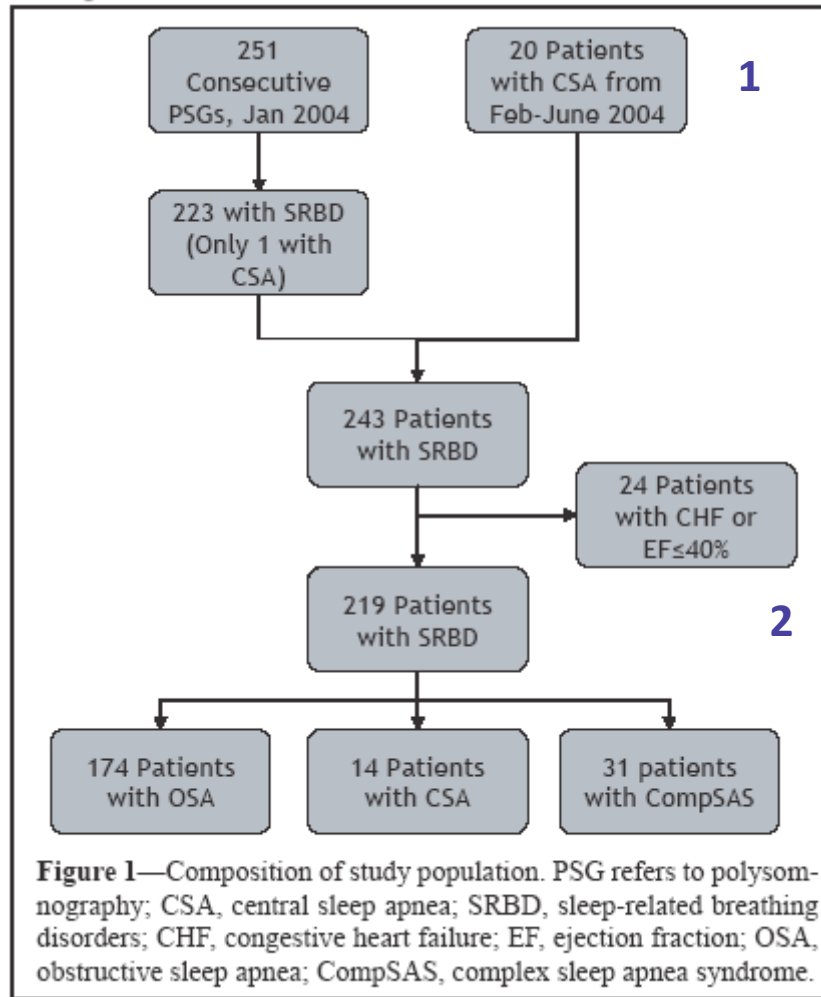 251
Consecutive
PSGs, Jan 2004
20 Patients
with CSA from
Feb-June 2004
1
223 with SRBD
(Only 1 with
CSA)
243 Patients
with SRBD
24 Patients
with CHF or
EF≤40%
219 Patients
with SRBD
2
174 Patients
with OSA
14 Patients
with CSA
31 patients
with CompSAS
Figure 1—Composition of study population. PSG refers to polysom-
nography; CSA, central sleep apnea; SRBD, sleep-related breathing
disorders; CHF, congestive heart failure; EF, ejection fraction; OSA,
obstructive sleep apnea; CompSAS, complex sleep apnea syndrome.